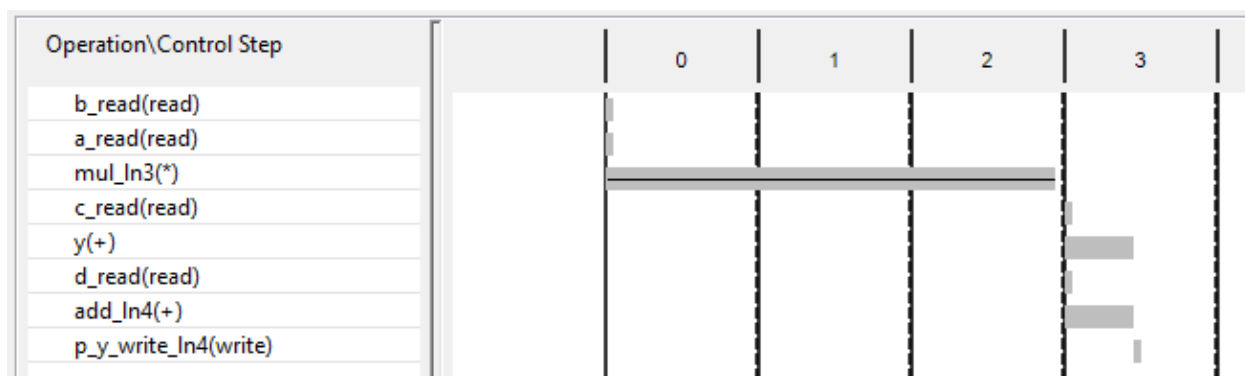 Operation\Control Step
0 1 2 3
b_read(read)
a_read(read)
mul_ln3(*)
c_read(read)
y(+)
d_read(read)
add_ln4(+)
p_y_write_ln4(write)